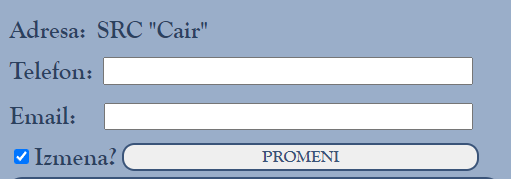 Adresa: SRC "Cair"
Telefon:
Email:
Izmena? PROMENI